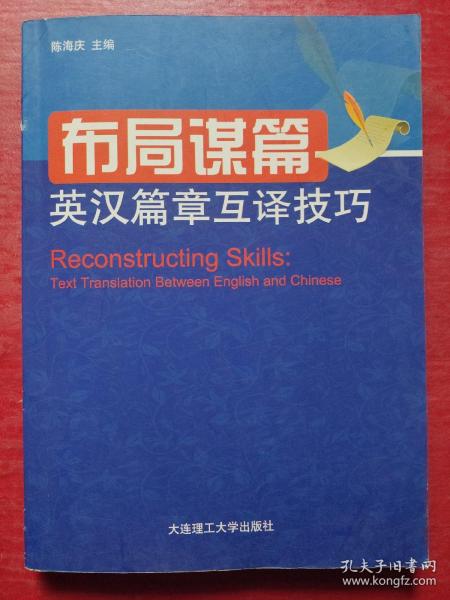 陈海庆 主编
布局谋篇
英汉篇章互译技巧
Reconstructing Skills:
Text Translation Between English and Chinese
大连理工大学出版社
孔夫子旧书网
www.kongfz.com